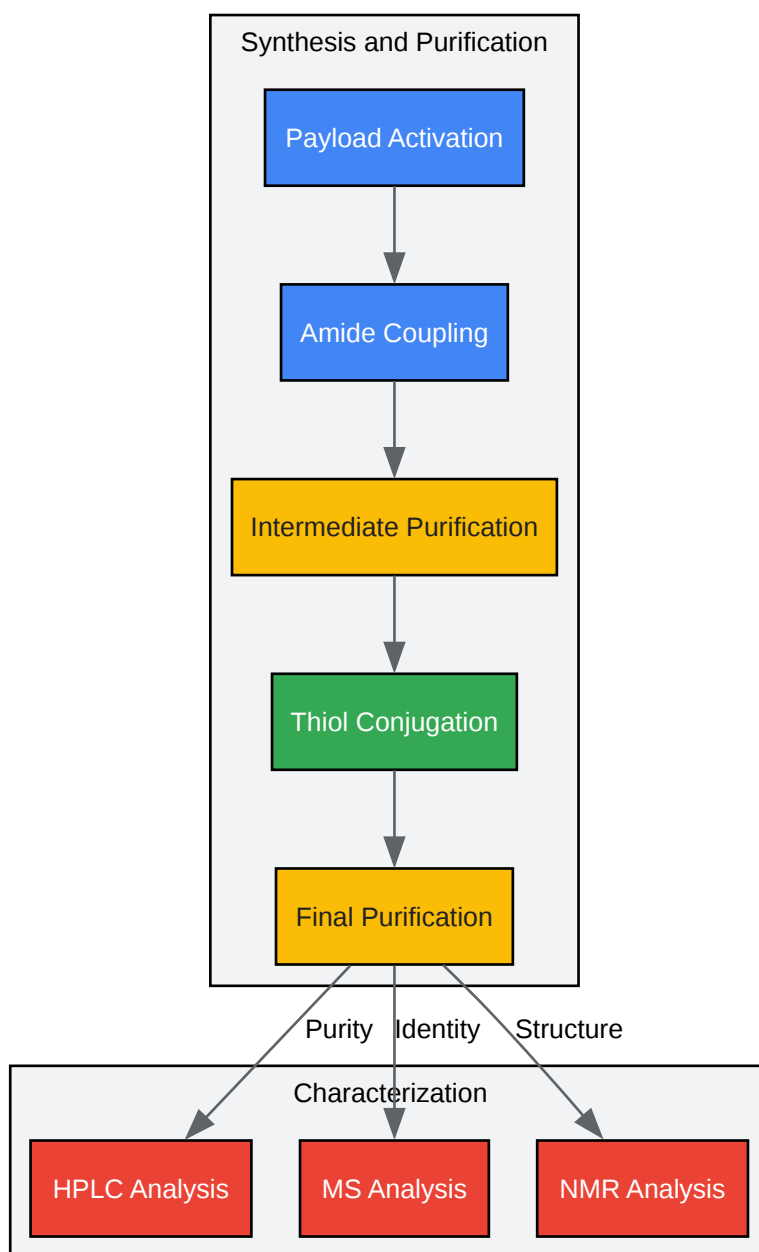 Synthesis and Purification
Payload Activation
Amide Coupling
Intermediate Purification
Thiol Conjugation
Final Purification
Purity
Identity
Structure
Characterization
HPLC Analysis
MS Analysis
NMR Analysis